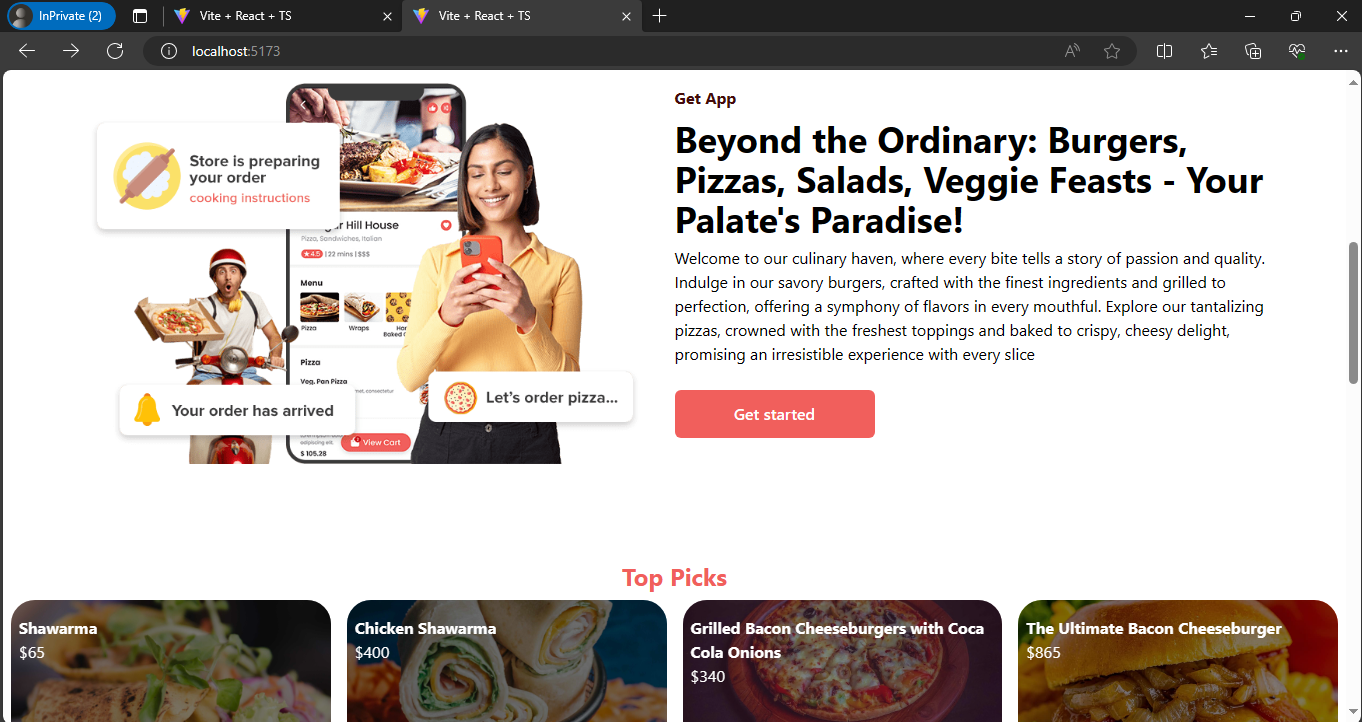 InPrivate (2)
Vite + React + TS
Vite + React + TS
localhost:5173
Get App
Beyond the Ordinary: Burgers,
Pizzas, Salads, Veggie Feasts - Your
Palate's Paradise!
Welcome to our culinary haven, where every bite tells a story of passion and quality.
Indulge in our savory burgers, crafted with the finest ingredients and grilled to
perfection, offering a symphony of flavors in every mouthful. Explore our tantalizing
pizzas, crowned with the freshest toppings and baked to crispy, cheesy delight,
promising an irresistible experience with every slice
Get started
Store is preparing
your order
cooking instructions
Hill House
Pizza, Sandwiches, Italian
4.5 | 22 mins | $$$
Menu
Pizza
Wraps
Baked
Pizza
Veg, Pan Pizza
consectetur
Your order has arrived
Let's order pizza...
adipiscing elit
View Cart
$ 105.28
Top Picks
Shawarma
$65
Chicken Shawarma
$400
Grilled Bacon Cheeseburgers with Coca
Cola Onions
$340
The Ultimate Bacon Cheeseburger
$865